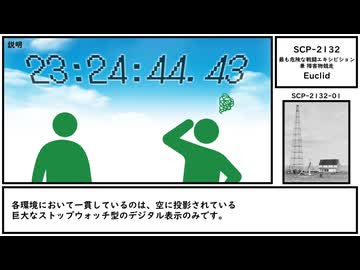 説明
23:24:44.43
SCP-2132
最も危険な戦闘エキシビション
兼 障害物競走
Euclid
SCP-2132-01
各環境において一貫しているのは、空に投影されている
巨大なストップウォッチ型のデジタル表示のみです。